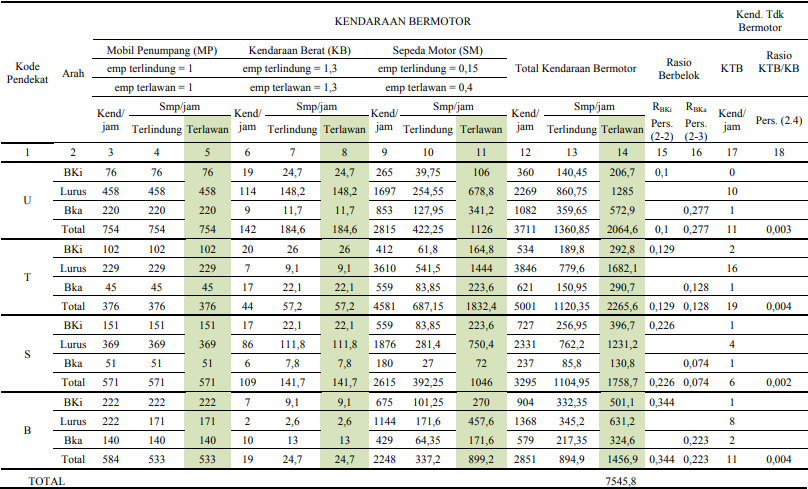 KENDARAAN BERMOTOR
Kend. Tdk Bermotor
Kode Pendekat
Arah
Mobil Penumpang (MP) Kendaraan Berat (KB) Sepeda Motor (SM) Total Kendaraan Bermotor Rasio Berbelok KTB Rasio KTB/KB
emp terlindung = 1 emp terlindung = 1,3 emp terlindung = 0,15
emp terlawan = 1 emp terlawan = 1,3 emp terlawan = 0,4
Kend/jam Smp/jam Kend/jam Smp/jam Kend/jam Smp/jam Kend/jam Smp/jam RBKi RBKa Kend/jam Pers. (2.4)
Terlindung Terlawan Terlindung Terlawan Terlindung Terlawan Terlindung Terlawan Pers. (2-2) Pers. (2-3)
1 2 3 4 5 6 7 8 9 10 11 12 13 14 15 16 17 18
U
BKi 76 76 76 19 24,7 24,7 265 39,75 106 360 140,45 206,7 0,1 0
Lurus 458 458 458 114 148,2 148,2 1697 254,55 678,8 2269 860,75 1285 10
Bka 220 220 220 9 11,7 11,7 853 127,95 341,2 1082 359,65 572,9 0,277 1
Total 754 754 754 142 184,6 184,6 2815 422,25 1126 3711 1360,85 2064,6 0,1 0,277 11 0,003
T
BKi 102 102 102 20 26 26 412 61,8 164,8 534 189,8 292,8 0,129 2
Lurus 229 229 229 7 9,1 9,1 3610 541,5 1444 3846 779,6 1682,1 16
Bka 45 45 45 17 22,1 22,1 559 83,85 223,6 621 150,95 290,7 0,128 1
Total 376 376 376 44 57,2 57,2 4581 687,15 1832,4 5001 1120,35 2265,6 0,129 0,128 19 0,004
S
BKi 151 151 151 17 22,1 22,1 559 83,85 223,6 727 256,95 396,7 0,226 1
Lurus 369 369 369 86 111,8 111,8 1876 281,4 750,4 2331 762,2 1231,2 4
Bka 51 51 51 6 7,8 7,8 180 27 72 237 85,8 130,8 0,074 1
Total 571 571 571 109 141,7 141,7 2615 392,25 1046 3295 1104,95 1758,7 0,226 0,074 6 0,002
B
BKi 222 222 222 7 9,1 9,1 675 101,25 270 904 332,35 501,1 0,344 1
Lurus 222 171 171 2 2,6 2,6 1144 171,6 457,6 1368 345,2 631,2 8
Bka 140 140 140 10 13 13 429 64,35 171,6 579 217,35 324,6 0,223 2
Total 584 533 533 19 24,7 24,7 2248 337,2 899,2 2851 894,9 1456,9 0,344 0,223 11 0,004
TOTAL 7545,8